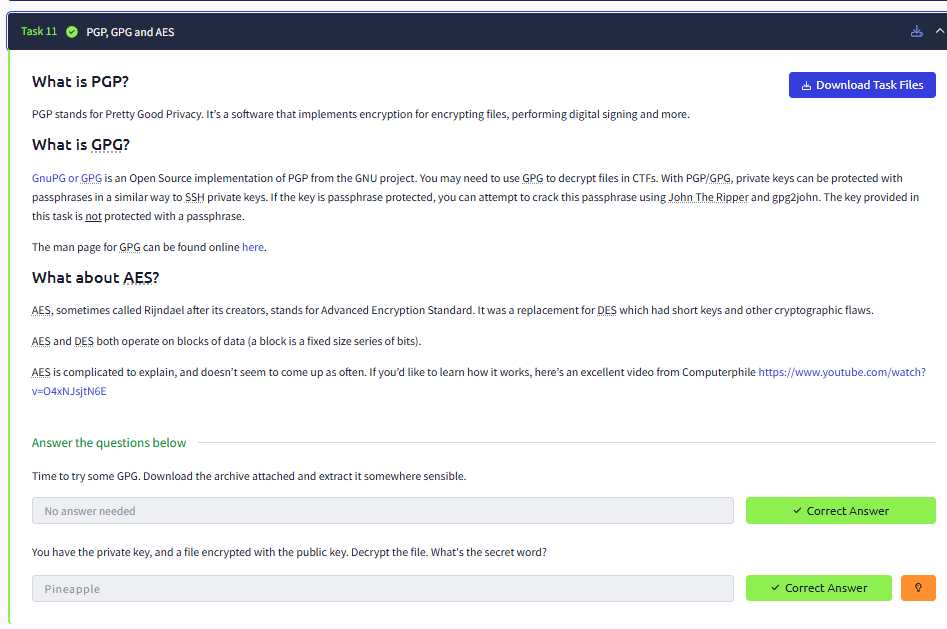 Task 11 PGP, GPG and AES
What is PGP?
Download Task Files
PGP stands for Pretty Good Privacy. It's a software that implements encryption for encrypting files, performing digital signing and more.
What is GPG?
GnuPG or GPG is an Open Source implementation of PGP from the GNU project. You may need to use GPG to decrypt files in CTFs. With PGP/GPG, private keys can be protected with
passphrases in a similar way to SSH private keys. If the key is passphrase protected, you can attempt to crack this passphrase using John The Ripper and gpg2john. The key provided in
this task is not protected with a passphrase.
The man page for GPG can be found online here.
What about AES?
AES, sometimes called Rijndael after its creators, stands for Advanced Encryption Standard. It was a replacement for DES which had short keys and other cryptographic flaws.
AES and DES both operate on blocks of data (a block is a fixed size series of bits).
AES is complicated to explain, and doesn't seem to come up as often. If you'd like to learn how it works, here's an excellent video from Computerphile https://www.youtube.com/watch?
v=O4xNJsjtN6E
Answer the questions below
Time to try some GPG. Download the archive attached and extract it somewhere sensible.
No answer needed
Correct Answer
You have the private key, and a file encrypted with the public key. Decrypt the file. What's the secret word?
Pineapple
Correct Answer